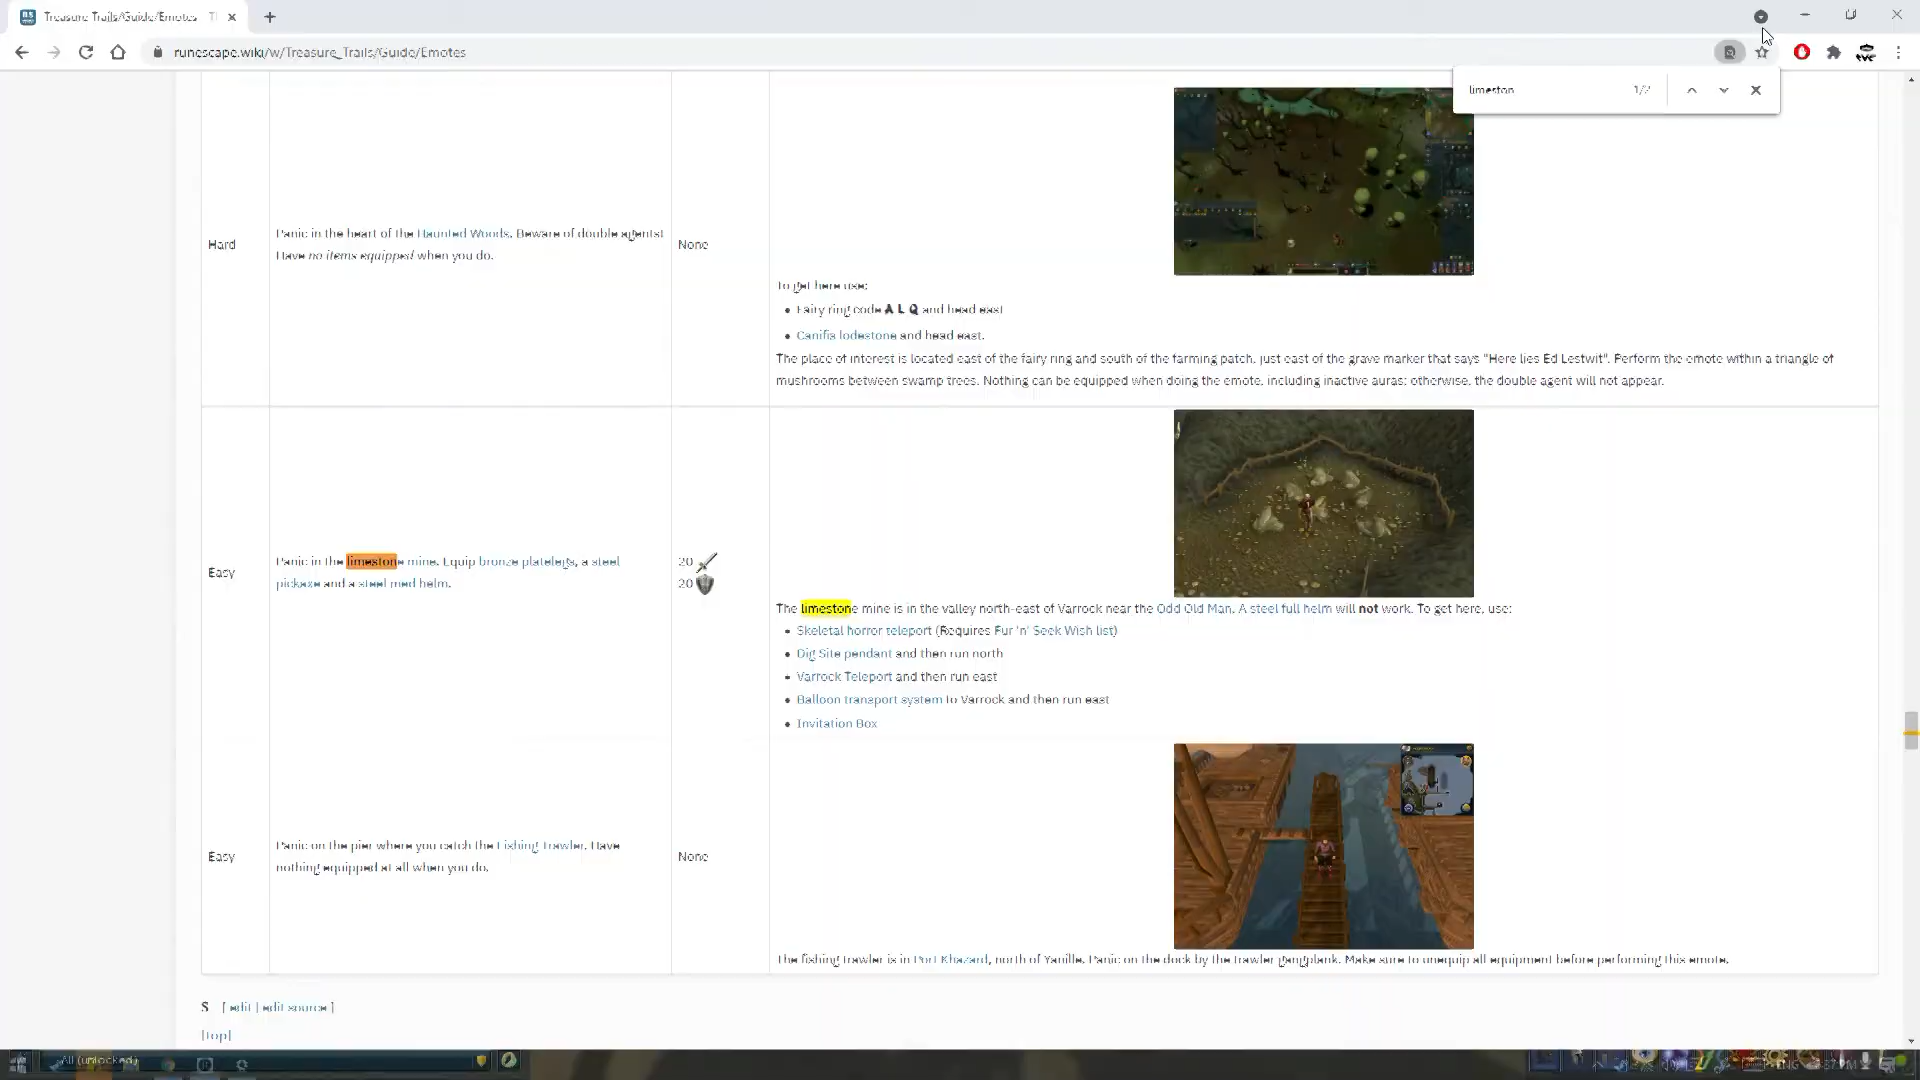 Treasure Trails/Guide/Emotes
runescape.wiki/w/Treasure_Trails/Guide/Emotes
limeston 1/2
Hard
Panic in the heart of the Haunted Woods. Beware of double agents!
Have no items equipped when you do.
None
To get here use:
Fairy ring code A L Q and head east
Canifis lodestone and head east.
The place of interest is located east of the fairy ring and south of the farming patch, just east of the grave marker that says "Here lies Ed Lestwit". Perform the emote within a triangle of
mushrooms between swamp trees. Nothing can be equipped when doing the emote, including inactive auras; otherwise, the double agent will not appear.
Easy
Panic in the limestone mine. Equip bronze platelegs, a steel
pickaxe and a steel med helm.
20
20
The limestone mine is in the valley north-east of Varrock near the Odd Old Man. A steel full helm will not work. To get here, use:
Skeletal horror teleport (Requires Fur 'n' Seek Wish list)
Dig Site pendant and then run north
Varrock Teleport and then run east
Balloon transport system to Varrock and then run east
Invitation Box
Easy
Panic on the pier where you catch the Fishing Trawler. Have
nothing equipped at all when you do.
None
The fishing trawler is in Port Khazard, north of Yanille. Panic on the dock by the trawler gangplank. Make sure to unequip all equipment before performing this emote.
S [ edit | edit source ]
[top]
All (unlocked)
ENG